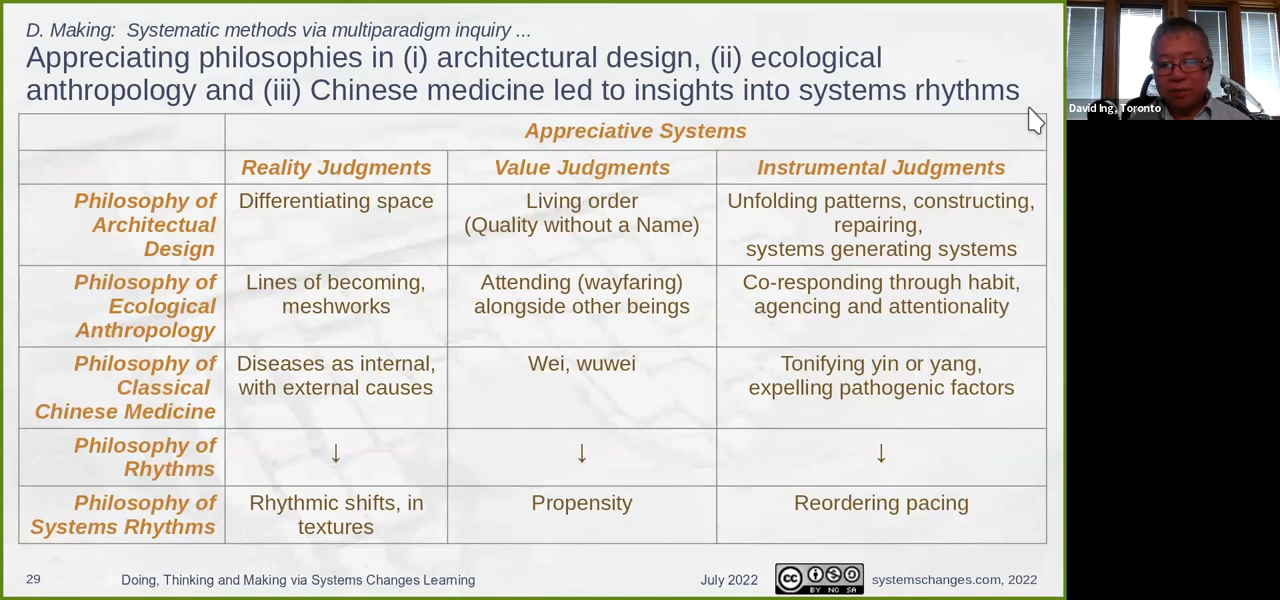 D. Making: Systematic methods via multiparadigm inquiry ...
Appreciating philosophies in (i) architectural design, (ii) ecological
anthropology and (iii) Chinese medicine led to insights into systems rhythms
David Ing, Toronto
Appreciative Systems
Reality Judgments
Value Judgments
Instrumental Judgments
Philosophy of
Architectual
Design
Differentiating space
Living order
(Quality without a Name)
Unfolding patterns, constructing,
repairing,
systems generating systems
Philosophy of
Ecological
Anthropology
Lines of becoming,
meshworks
Attending (wayfaring)
alongside other beings
Co-responding through habit,
agencing and attentionality
Philosophy of
Classical
Chinese Medicine
Diseases as internal,
with external causes
Wei, wuwei
Tonifying yin or yang,
expelling pathogenic factors
Philosophy of
Rhythms
↓
↓
↓
Philosophy of
Systems Rhythms
Rhythmic shifts, in
textures
Propensity
Reordering pacing
29
Doing, Thinking and Making via Systems Changes Learning
July 2022
cc
BY NC SA
systemschanges.com, 2022